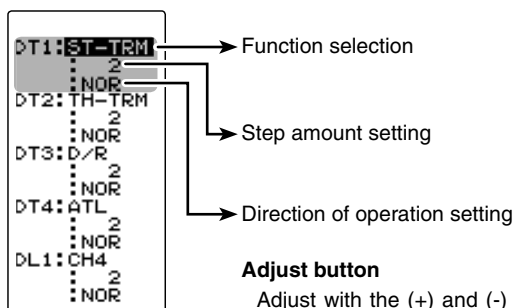 DT1:ST-TRM
: 2
:NOR
DT2:TH-TRM
: 2
:NOR
DT3:D/R
: 2
:NOR
DT4:ATL
: 2
:NOR
DL1:CH4
: 2
:NOR
Function selection
Step amount setting
Direction of operation setting
Adjust button
Adjust with the (+) and (-)